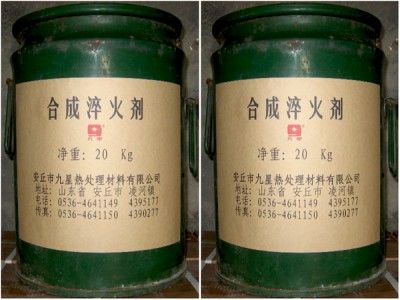 合成淬火剂
净重: 20 Kg
安丘市九星热处理材料有限公司
地址: 山东省 安丘市 凌河镇
电话: 0536-4641149 4395177
传真: 0536-4641150 4390277
合成淬火剂
净重: 20 Kg
安丘市九星热处理材料有限公司
地址: 山东省 安丘市 凌河镇
电话: 0536-4641149 4395177
传真: 0536-4641150 4390277